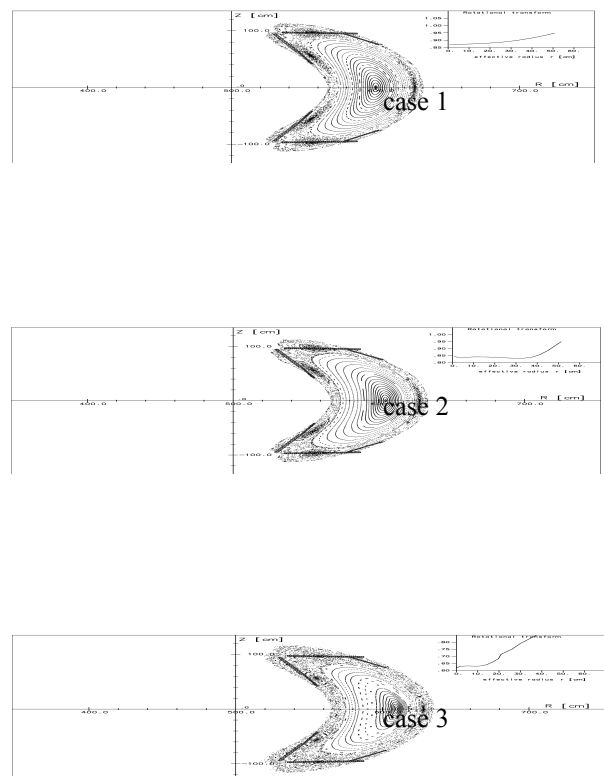 Z [cm]
Rotational transform
1.05
1.00
.95
.90
.85
0. 10. 20. 30. 40. 50. 60.
effective radius r [cm]
100.0
R [cm]
400.0 700.0
case 1
-100.0
Z [cm]
Rotational transform
1.00
.95
.90
.85
.80
0. 10. 20. 30. 40. 50. 60.
effective radius r [cm]
100.0
R [cm]
400.0 700.0
case 2
-100.0
Z [cm]
Rotational transform
.80
.75
.70
.65
.60
0. 10. 20. 30. 40. 50. 60.
effective radius r [cm]
100.0
R [cm]
400.0 500.0 700.0
case 3
-100.0